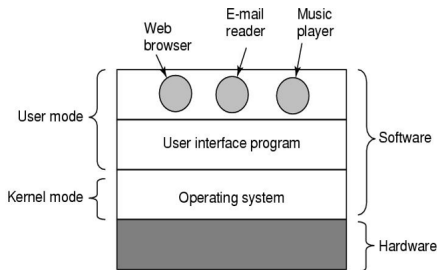 Web
browser
E-mail
reader
Music
player
User mode
User interface program
Software
Kernel mode
Operating system
Hardware